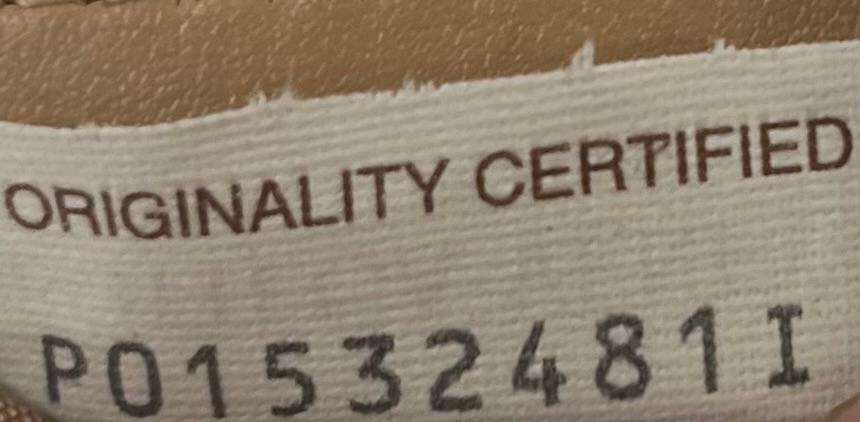 ORIGINALITY CERTIFIED
P01532481I